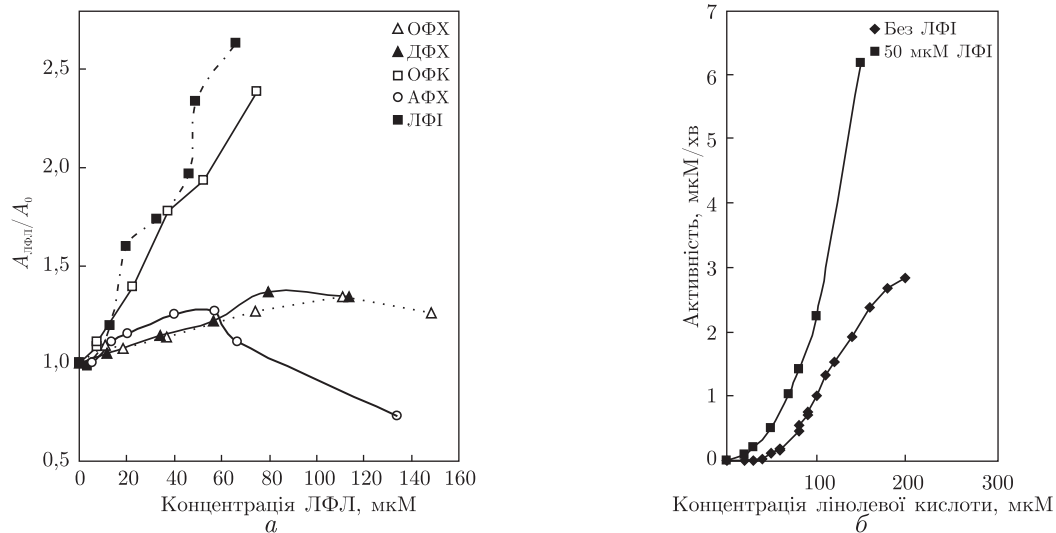 ОФХ
ДФХ
ОФК
АФХ
ЛФІ
2,5
2,0
1,5
1,0
0,5
A_ЛФЛ/A_0
0 20 40 60 80 100 120 140 160
Концентрація ЛФЛ, мкМ
а
Без ЛФІ
50 мкМ ЛФІ
7
6
5
4
3
2
1
0
Активність, мкМ/хв
100 200 300
Концентрація лінолевої кислоти, мкМ
б